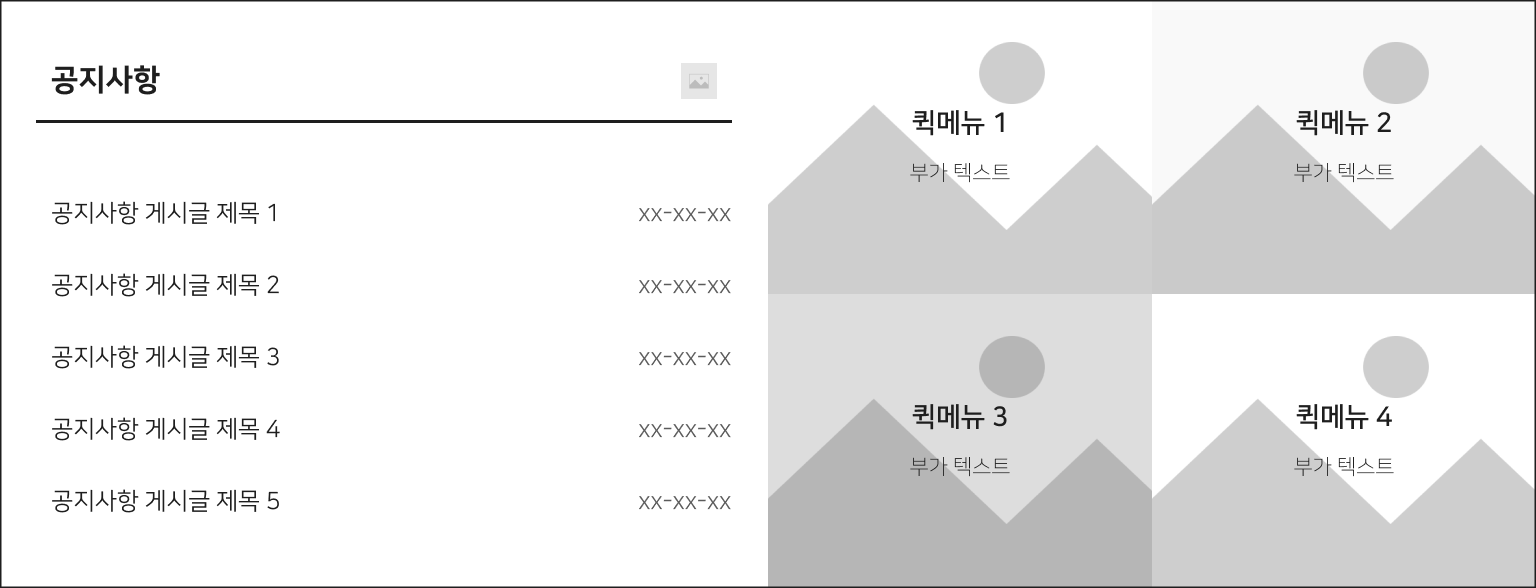 공지사항
공지사항 게시글 제목 1 xx-xx-xx
공지사항 게시글 제목 2 xx-xx-xx
공지사항 게시글 제목 3 xx-xx-xx
공지사항 게시글 제목 4 xx-xx-xx
공지사항 게시글 제목 5 xx-xx-xx
퀵메뉴 1
부가 텍스트
퀵메뉴 2
부가 텍스트
퀵메뉴 3
부가 텍스트
퀵메뉴 4
부가 텍스트